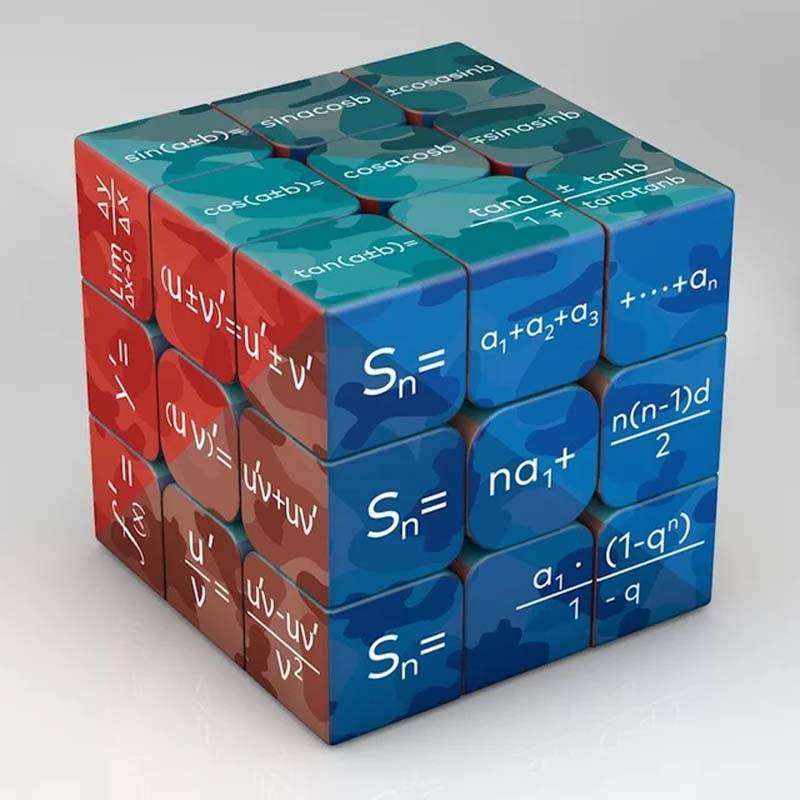 sin(a±b)= sinacosb ±cosasinb
cos(a±b)= cosacosb ∓sinasinb
tan(a±b)= tana ± tanb / 1 ∓ tanatanb
Lim Δx→0 Δy / Δx
y' =
f'(x) =
(u±v)'=u'±v'
(uv)'= u'v+uv'
u' / v = u'v-uv' / v²
Sₙ= a₁+a₂+a₃ +···+aₙ
Sₙ= na₁+ n(n-1)d / 2
Sₙ= a₁ · (1-qⁿ) / 1 - q